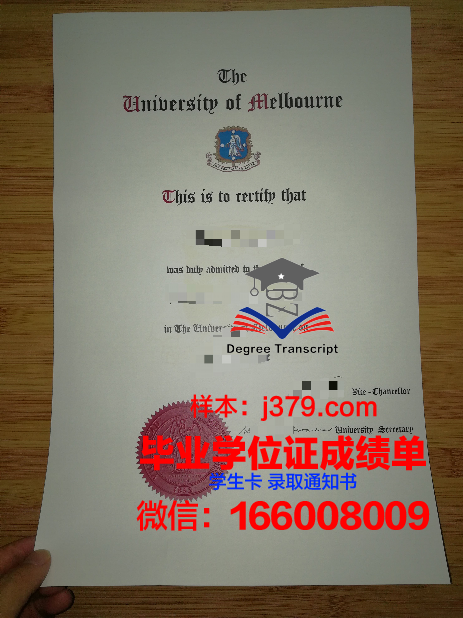 The
University of Melbourne
This is to certify that
was duly admitted to
in The
Degree Transcript
Vice-Chancellor
样本：j379.com
University Secretary
毕业学位证成绩单
学生卡 录取通知书
微信：166008009